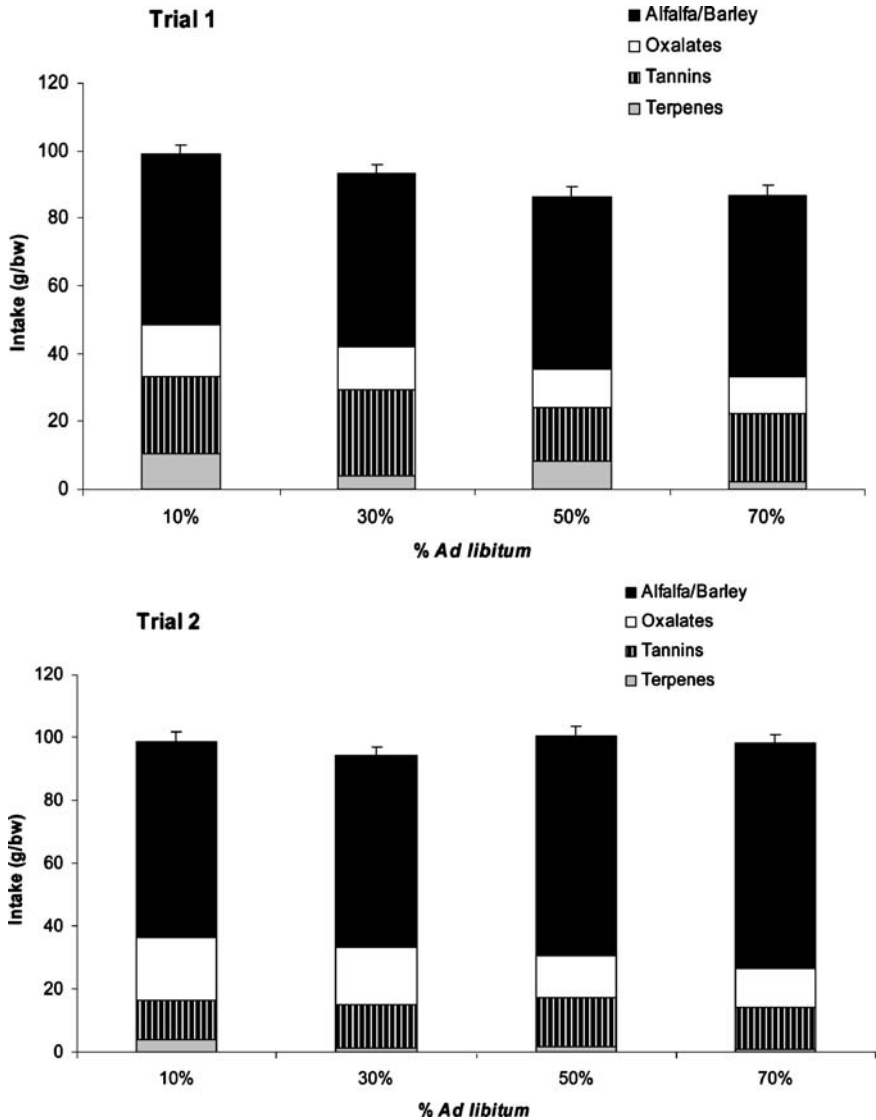 Trial 1
Alfalfa/Barley
Oxalates
Tannins
Terpenes
120
100
80
60
40
20
0
Intake (g/bw)
10% 30% 50% 70%
% Ad libitum
Trial 2
Alfalfa/Barley
Oxalates
Tannins
Terpenes
120
100
80
60
40
20
0
Intake (g/bw)
10% 30% 50% 70%
% Ad libitum